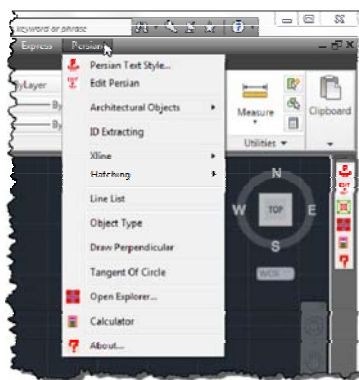 keyword or phrase
Express Persian
Persian Text Style...
Edit Persian
ByLayer
Architectural Objects
Measure
Clipboard
ID Extracting
Utilities
Xline
Hatching
N
Line List
W TOP E
Object Type
S
Draw Perpendicular
WCS
Tangent Of Circle
Open Explorer...
Calculator
About...